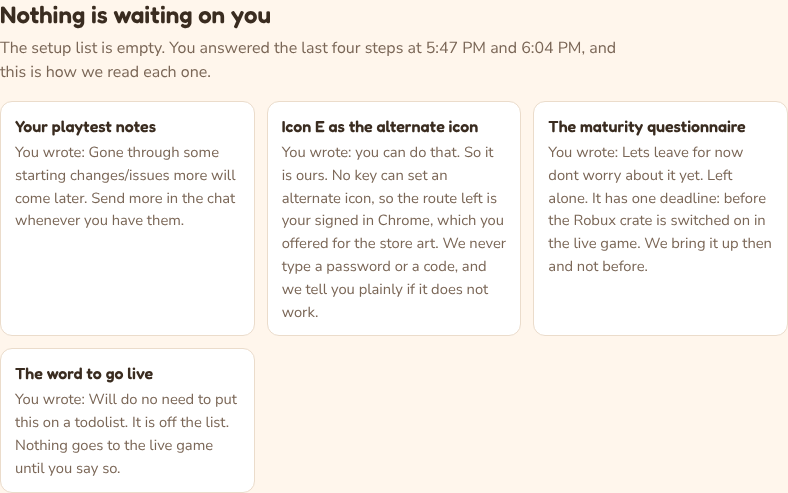 Nothing is waiting on you
The setup list is empty. You answered the last four steps at 5:47 PM and 6:04 PM, and
this is how we read each one.
Your playtest notes
You wrote: Gone through some
starting changes/issues more will
come later. Send more in the chat
whenever you have them.
Icon E as the alternate icon
You wrote: you can do that. So it
is ours. No key can set an
alternate icon, so the route left is
your signed in Chrome, which you
offered for the store art. We never
type a password or a code, and
we tell you plainly if it does not
work.
The maturity questionnaire
You wrote: Lets leave for now
dont worry about it yet. Left
alone. It has one deadline: before
the Robux crate is switched on in
the live game. We bring it up then
and not before.
The word to go live
You wrote: Will do no need to put
this on a todolist. It is off the list.
Nothing goes to the live game
until you say so.